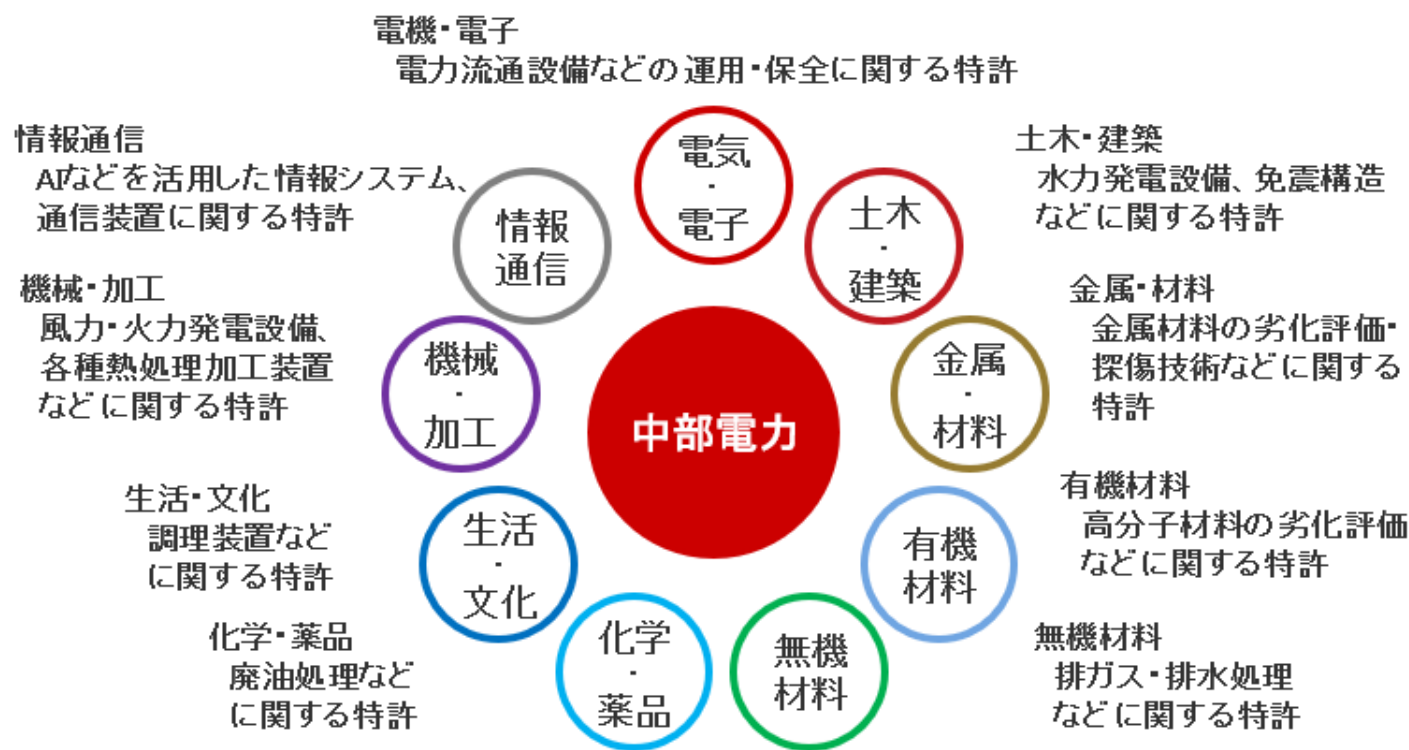 電機・電子
電力流通設備などの運用・保全に関する特許
電気
・
電子
土木・建築
水力発電設備、免震構造
などに関する特許
土木
・
建築
金属・材料
金属材料の劣化評価・
探傷技術などに関する
特許
金属
・
材料
有機材料
高分子材料の劣化評価
などに関する特許
有機
材料
無機材料
排ガス・排水処理
などに関する特許
無機
材料
化学・薬品
廃油処理など
に関する特許
化学
・
薬品
生活・文化
調理装置など
に関する特許
生活
・
文化
機械・加工
風力・火力発電設備、
各種熱処理加工装置
などに関する特許
機械
・
加工
情報通信
AIなどを活用した情報システム、
通信装置に関する特許
情報
通信
中部電力